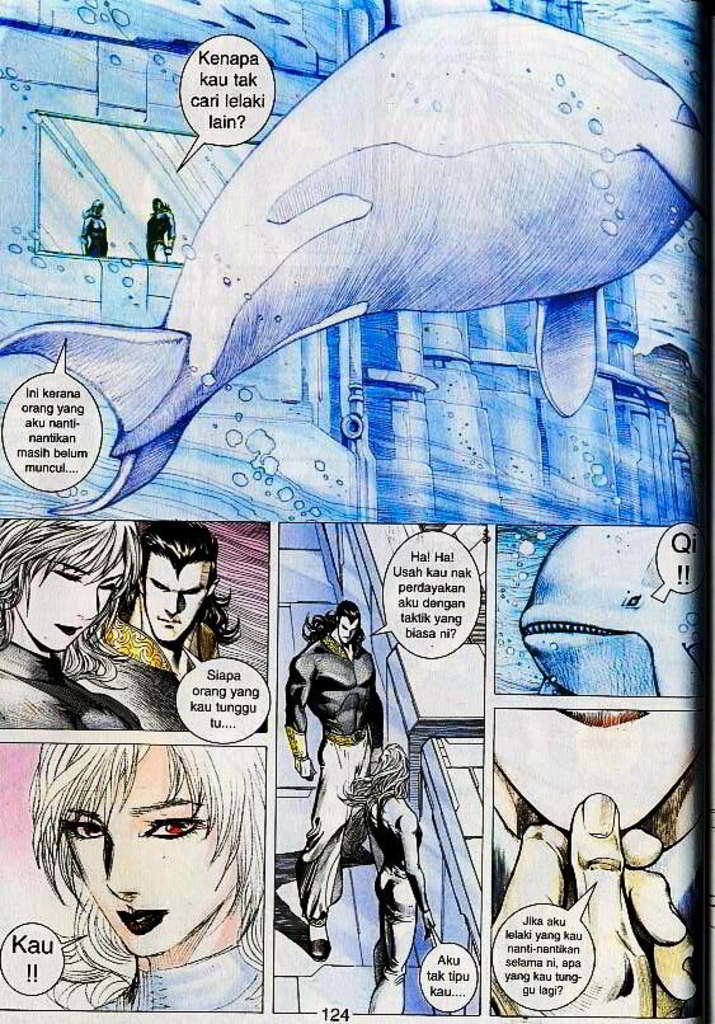 Kenapa
kau tak
cari lelaki
lain?
Ini kerana
orang yang
aku nanti-
nantikan
masih belum
muncul....
Siapa
orang yang
kau tunggu
tu....
Kau
!!
Ha! Ha!
Usah kau nak
perdayakan
aku dengan
taktik yang
biasa ni?
Aku
tak tipu
kau....
Qi
!!
Jika aku
lelaki yang kau
nanti-nantikan
selama ni, apa
yang kau tung-
gu lagi?
124